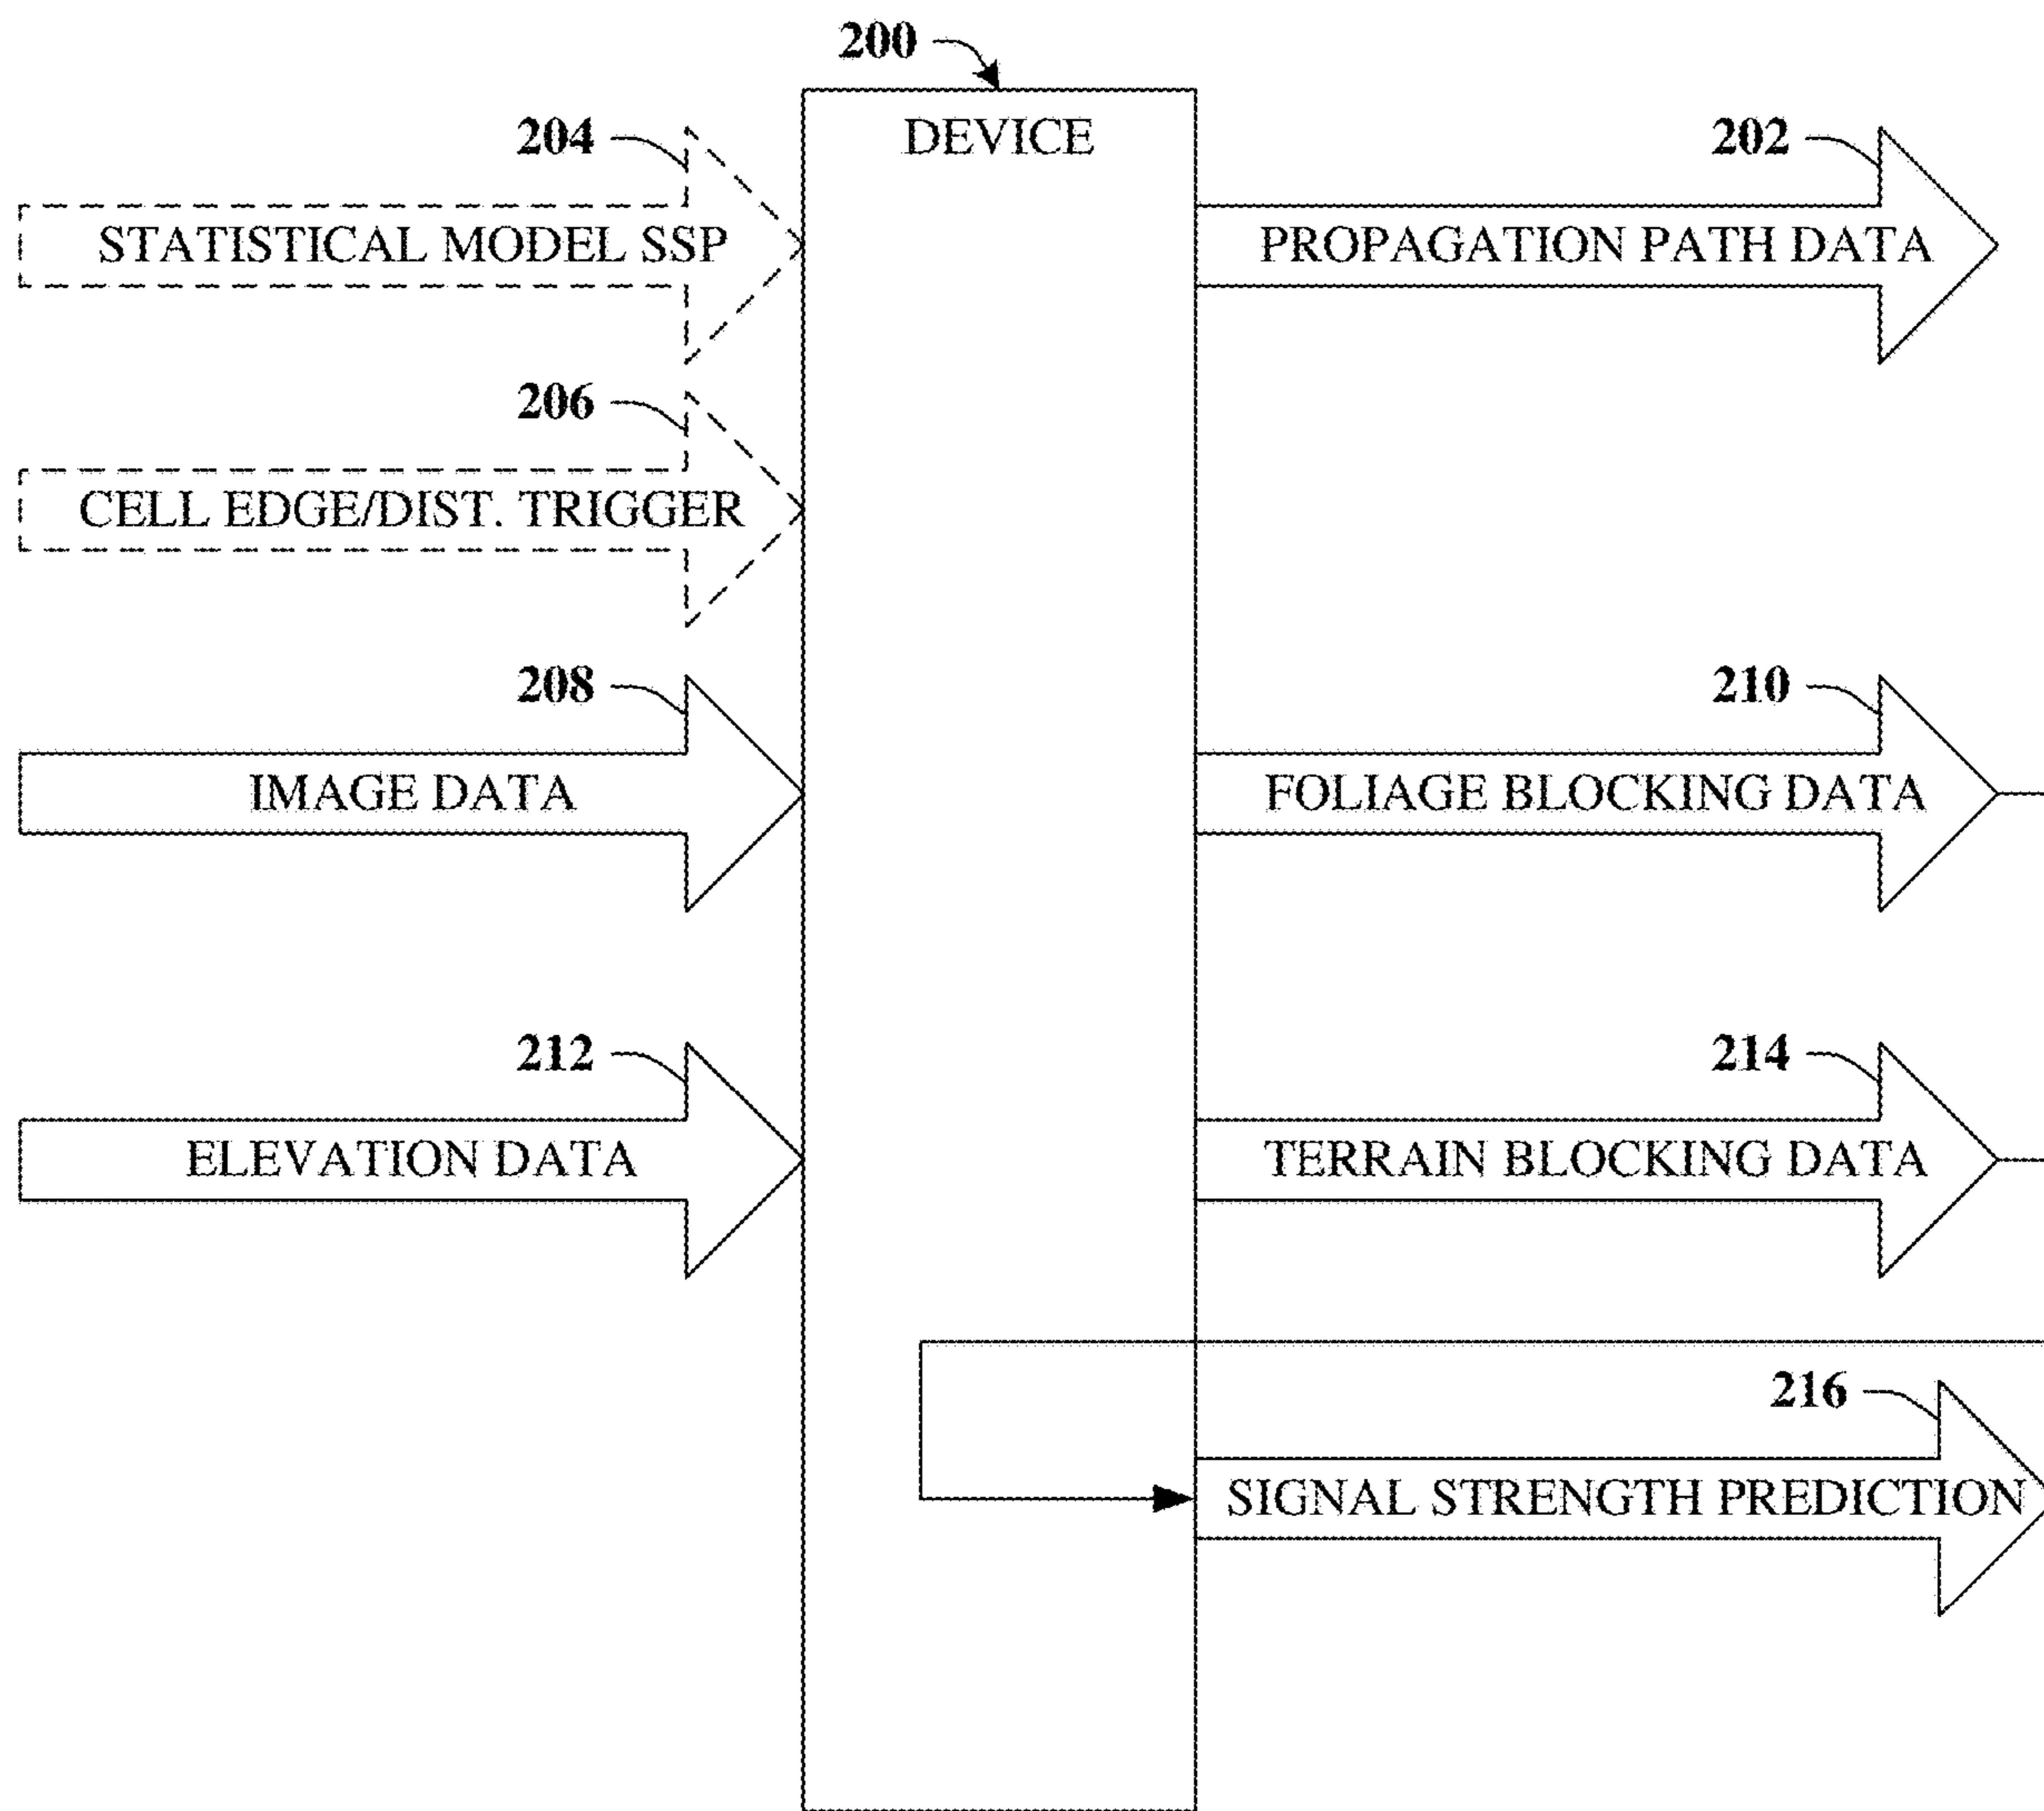 200
DEVICE
204
STATISTICAL MODEL SSP
202
PROPAGATION PATH DATA
206
CELL EDGE/DIST. TRIGGER
208
IMAGE DATA
210
FOLIAGE BLOCKING DATA
212
ELEVATION DATA
214
TERRAIN BLOCKING DATA
216
SIGNAL STRENGTH PREDICTION